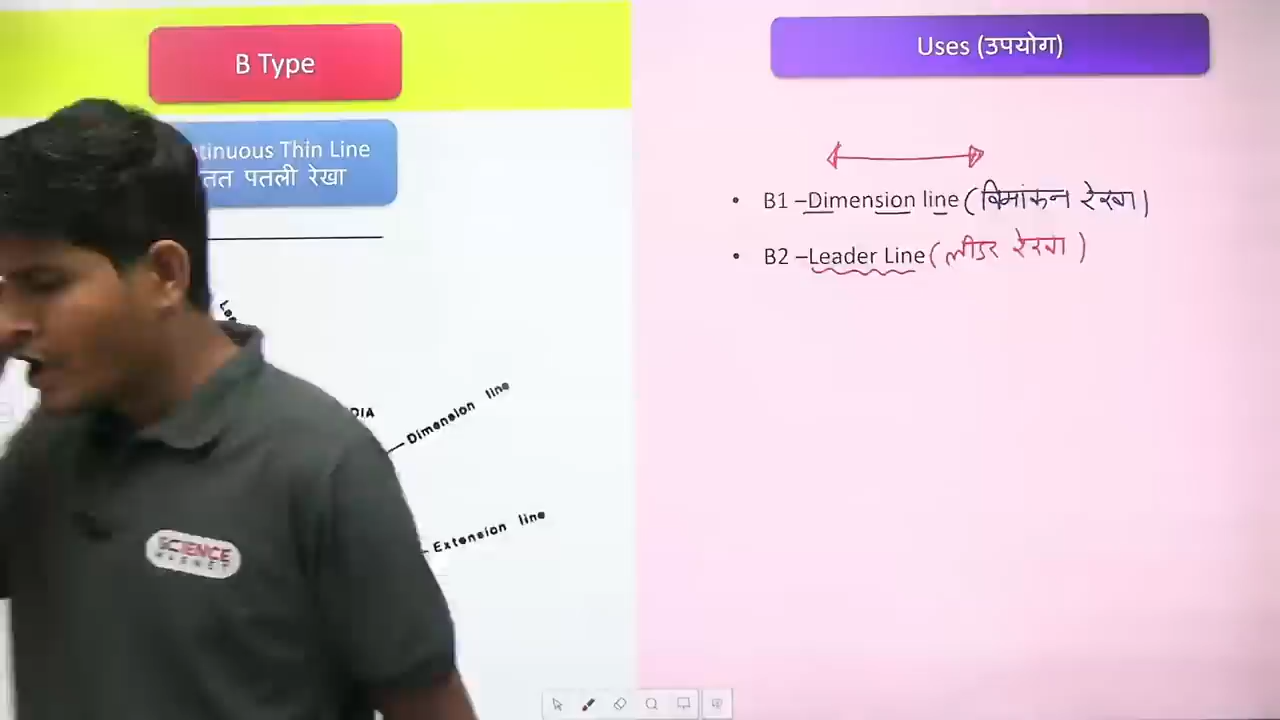 B Type
tinuous Thin Line
तत पतली रेखा
DIA
Dimension line
Extension line
SCIENCE
MAGNET
Uses (उपयोग)
• B1 –Dimension line (विमांकन रेखा)
• B2 –Leader Line (लीडर रेखा)